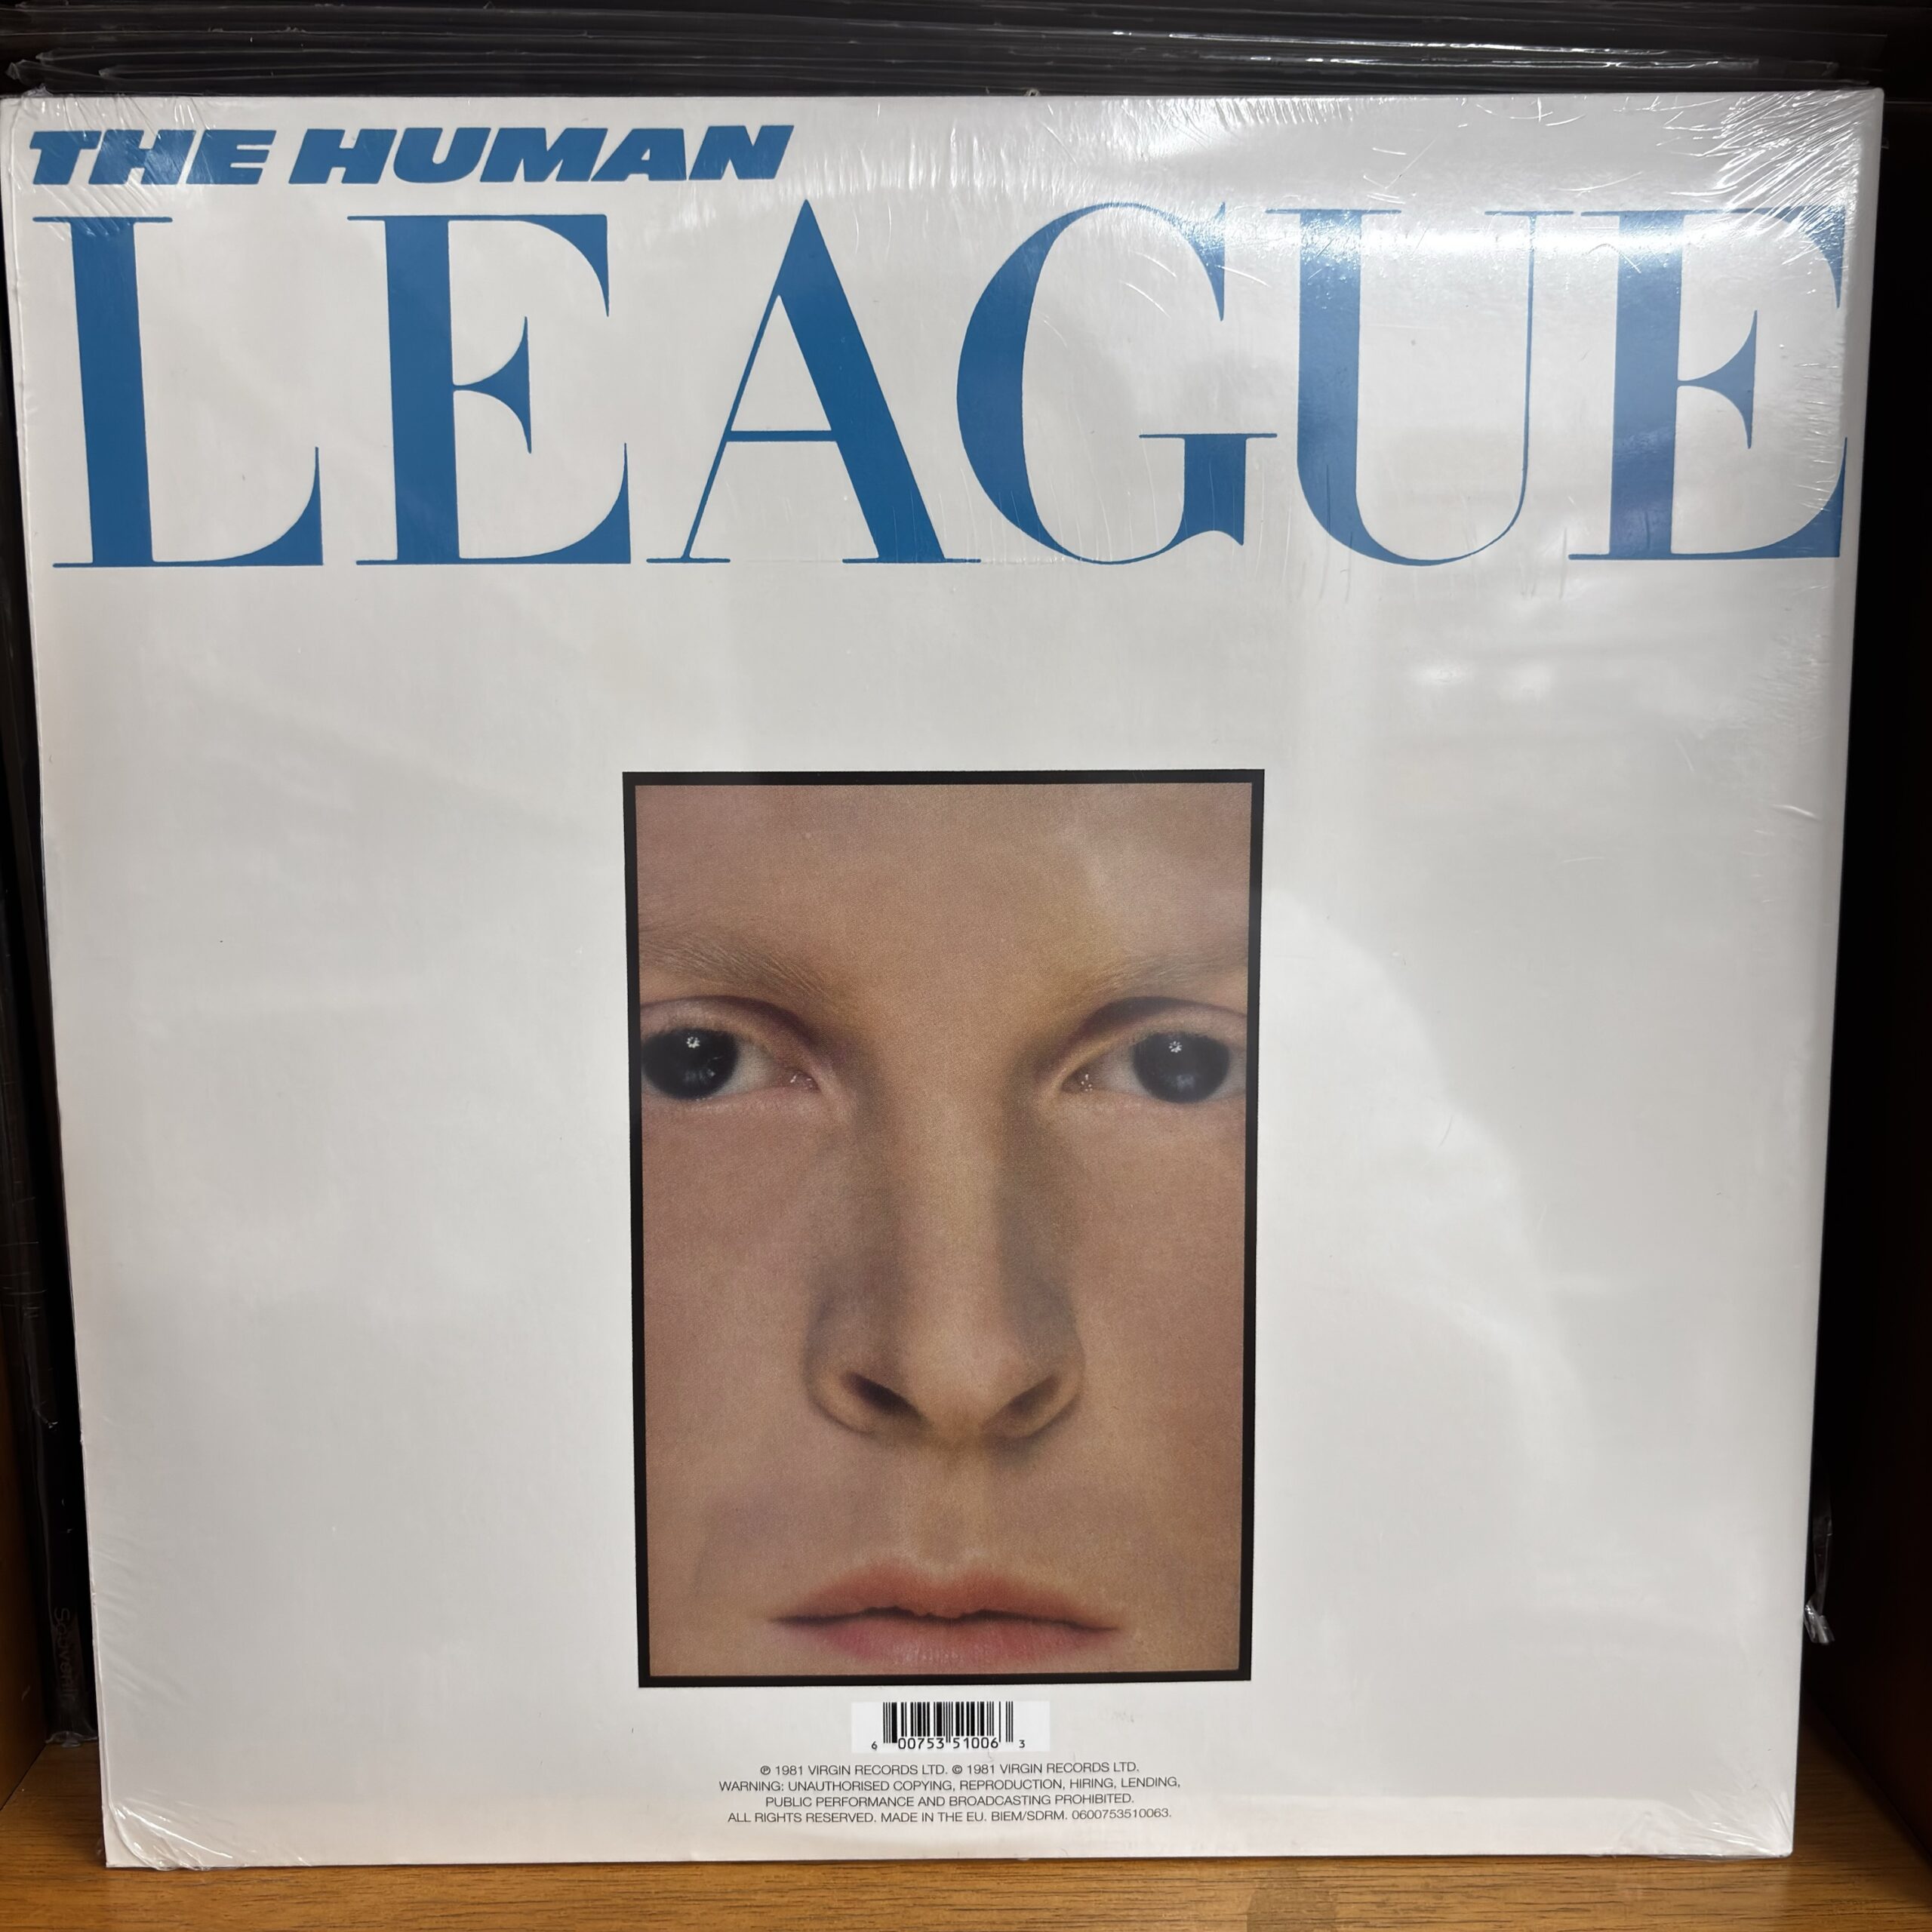 THE HUMAN
LEAGUE
6 00753 51006 3
℗ 1981 VIRGIN RECORDS LTD. © 1981 VIRGIN RECORDS LTD.
WARNING: UNAUTHORISED COPYING, REPRODUCTION, HIRING, LENDING,
PUBLIC PERFORMANCE AND BROADCASTING PROHIBITED.
ALL RIGHTS RESERVED. MADE IN THE EU. BIEM/SDRM. 0600753510063.